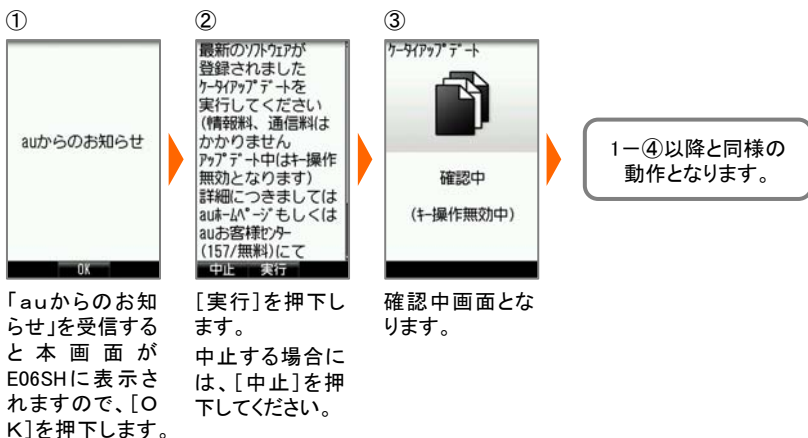 ①
auからのお知らせ
OK
「auからのお知
らせ」を受信する
と本画面が
E06SHに表示さ
れますので、[O
K]を押下します。
②
最新のｿﾌﾄｳｪｱが
登録されました
ｹｰﾀｲｱｯﾌﾟﾃﾞｰﾄを
実行してください
(情報料、通信料は
かかりません
ｱｯﾌﾟﾃﾞｰﾄ中はｷｰ操作
無効となります)
詳細につきましては
auﾎｰﾑﾍﾟｰｼﾞもしくは
auお客様ｾﾝﾀｰ
(157/無料)にて
中止 実行
[実行]を押下し
ます。
中止する場合に
は、[中止]を押
下してください。
③
ｹｰﾀｲｱｯﾌﾟﾃﾞｰﾄ
確認中
(ｷｰ操作無効中)
確認中画面とな
ります。
1－④以降と同様の
動作となります。